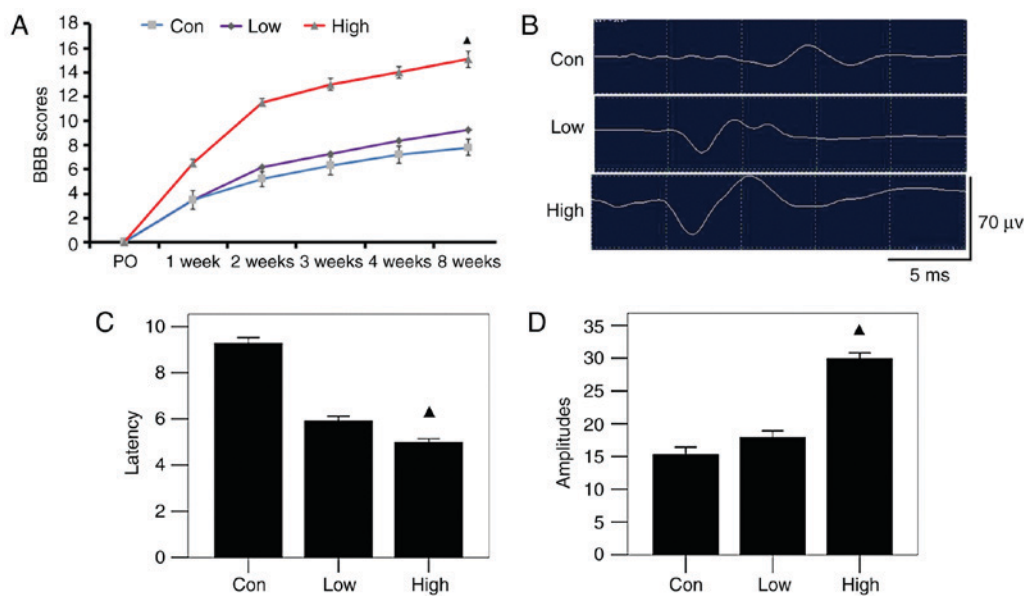 A
Con Low High
BBB scores
18
16
14
12
10
8
6
4
2
0
▲
PO 1 week 2 weeks 3 weeks 4 weeks 8 weeks
B
Con
Low
High
70 μv
5 ms
C
Latency
10
8
6
4
2
0
▲
Con Low High
D
Amplitudes
35
30
25
20
15
10
5
0
▲
Con Low High